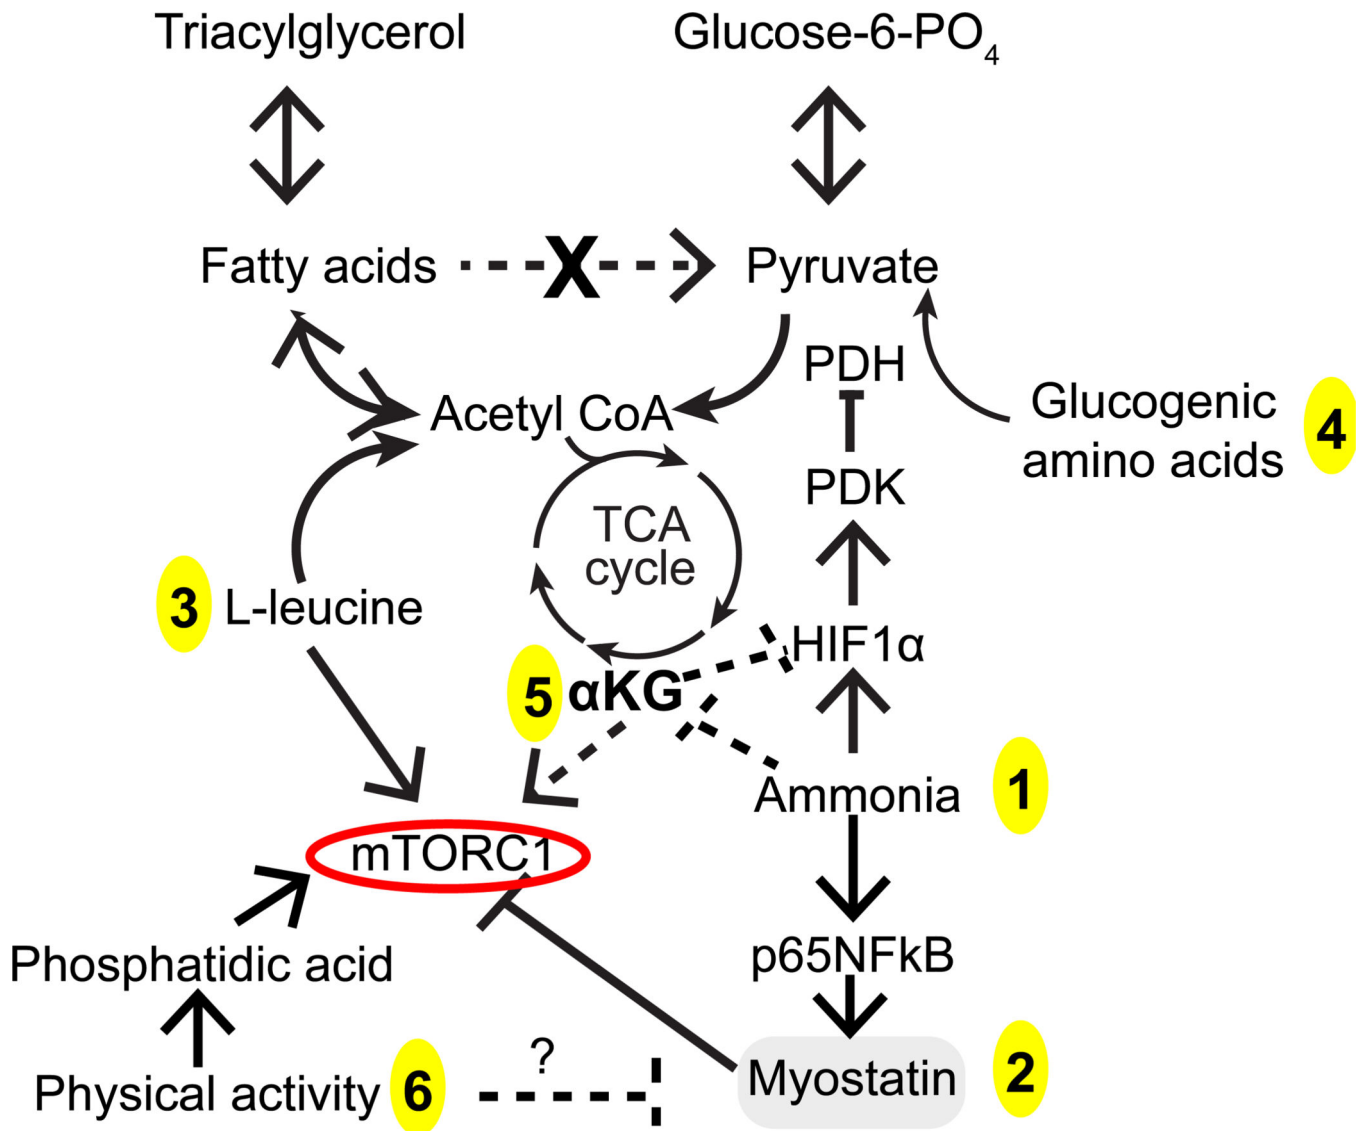 Triacylglycerol
Glucose-6-PO4
Fatty acids
X
Pyruvate
PDH
Acetyl CoA
Glucogenic
amino acids
4
PDK
TCA
cycle
3
L-leucine
HIF1α
5
αKG
Ammonia
1
mTORC1
p65NFkB
Phosphatidic acid
?
Myostatin
2
Physical activity
6